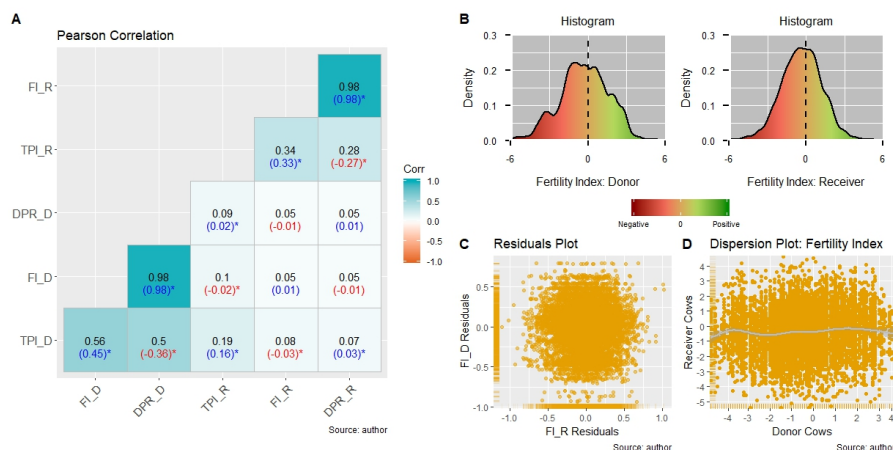 A
Pearson Correlation
FI_R
0.98
(0.98)*
TPI_R
0.34
(0.33)*
0.28
(-0.27)*
DPR_D
0.09
(0.02)*
0.05
(-0.01)
0.05
(0.01)
FI_D
0.98
(0.98)*
0.1
(-0.02)*
0.05
(0.01)
0.05
(-0.01)
TPI_D
0.56
(0.45)*
0.5
(-0.36)*
0.19
(0.16)*
0.08
(-0.03)*
0.07
(0.03)*
FI_D
DPR_D
TPI_R
FI_R
DPR_R
Source: author
Corr
1.0
0.5
0.0
-0.5
-1.0
B
Histogram
Density
0.3
0.2
0.1
0.0
-6 0 6
Fertility Index: Donor
Histogram
Density
0.3
0.2
0.1
0.0
-6 0 6
Fertility Index: Receiver
Negative 0 Positive
C
Residuals Plot
FI_D Residuals
0.5
0.0
-0.5
-1.0
-1.0 -0.5 0.0 0.5 1.0
FI_R Residuals
Source: author
D
Dispersion Plot: Fertility Index
Receiver Cows
4
3
2
1
0
-1
-2
-3
-4
-5
-4 -3 -2 -1 0 1 2 3 4
Donor Cows
Source: author